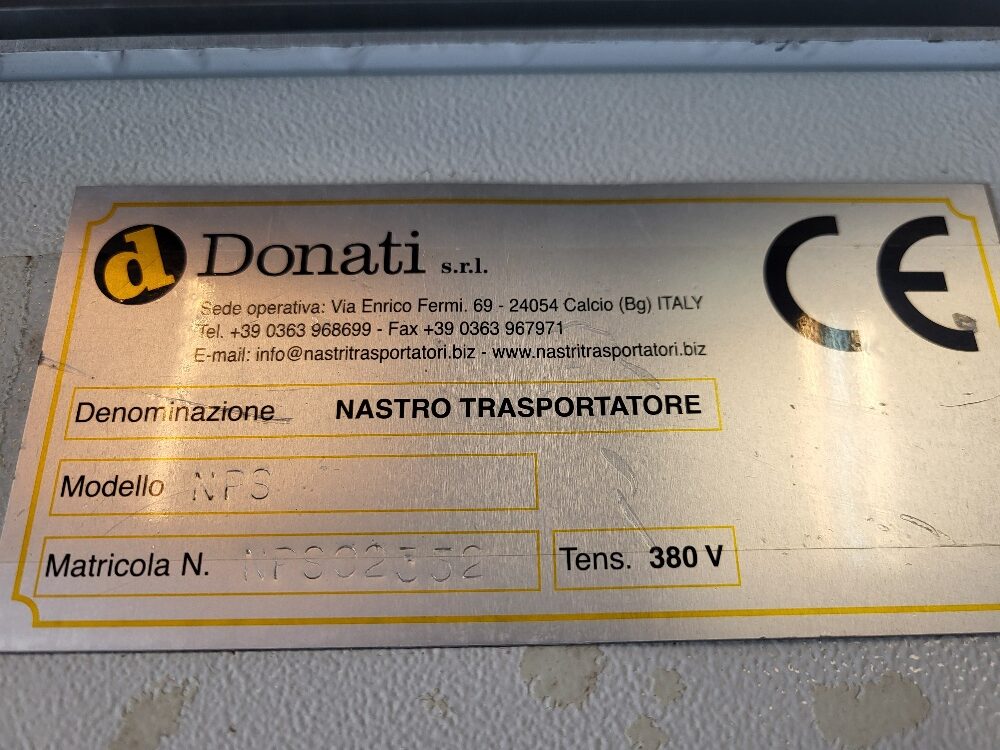 d Donati s.r.l.
CE
Sede operativa: Via Enrico Fermi. 69 - 24054 Calcio (Bg) ITALY
Tel. +39 0363 968699 - Fax +39 0363 967971
E-mail: info@nastritrasportatori.biz - www.nastritrasportatori.biz
Denominazione NASTRO TRASPORTATORE
Modello NPS
Matricola N. NPS02332 Tens. 380 V